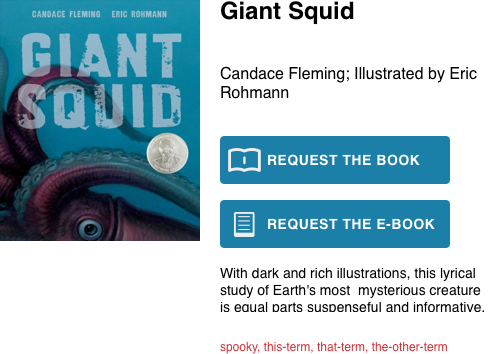 CANDACE FLEMING ERIC ROHMANN
GIANT
SQUID
Giant Squid
Candace Fleming; Illustrated by Eric
Rohmann
REQUEST THE BOOK
REQUEST THE E-BOOK
With dark and rich illustrations, this lyrical
study of Earth's most  mysterious creature
is equal parts suspenseful and informative.
spooky, this-term, that-term, the-other-term